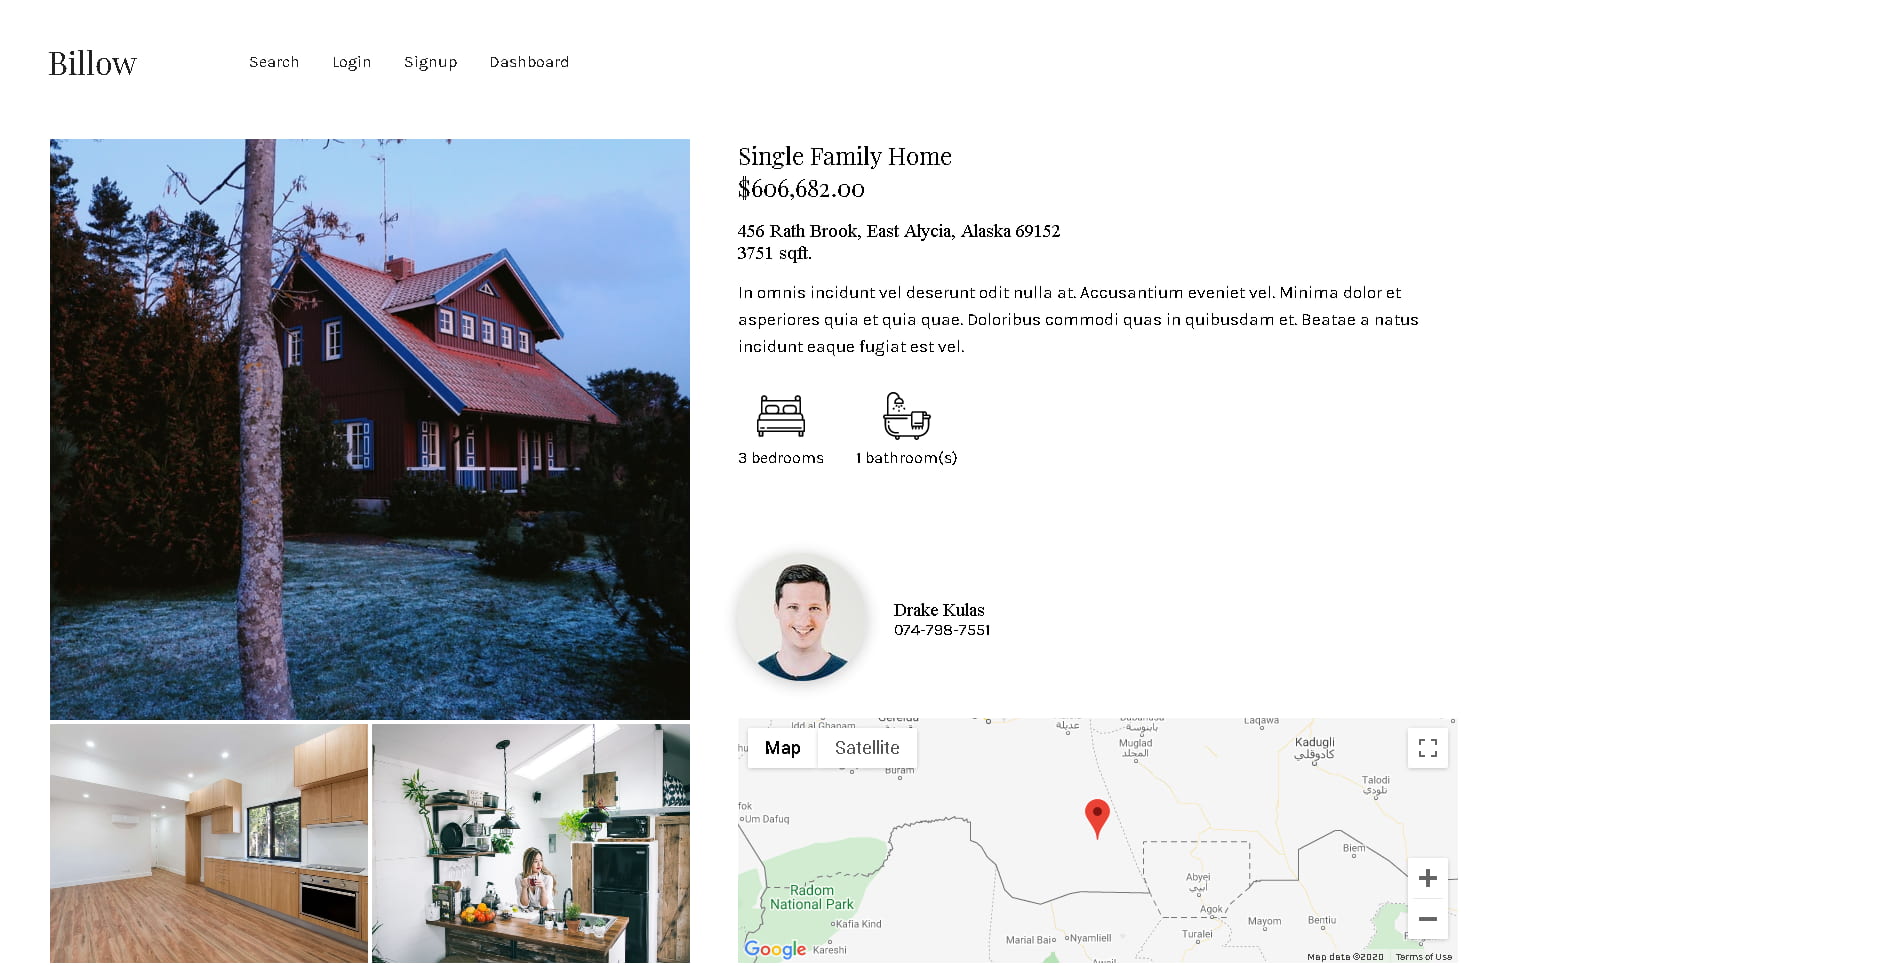 Billow
Search
Login
Signup
Dashboard
Single Family Home
$606,682.00
456 Rath Brook, East Alycia, Alaska 69152
3751 sqft.
In omnis incidunt vel deserunt odit nulla at. Accusantium eveniet vel. Minima dolor et
asperiores quia et quia quae. Doloribus commodi quas in quibusdam et. Beatae a natus
incidunt eaque fugiat est vel.
3 bedrooms
1 bathroom(s)
Drake Kulas
074-798-7551
Map
Satellite
Idd al Ghanam
Buram
عديلة
بابنوسة
Muglad
المجلد
Lagawa
Kadugli
كادوقلي
Talodi
تلودي
Um Dafuq
Radom
National Park
Kafia Kind
Kareshi
Biem
Abyei
أبيي
Agok
Mayom
Bentiu
Turalei
Marial Bai
Nyamliell
Google
Map data ©2020
Terms of Use